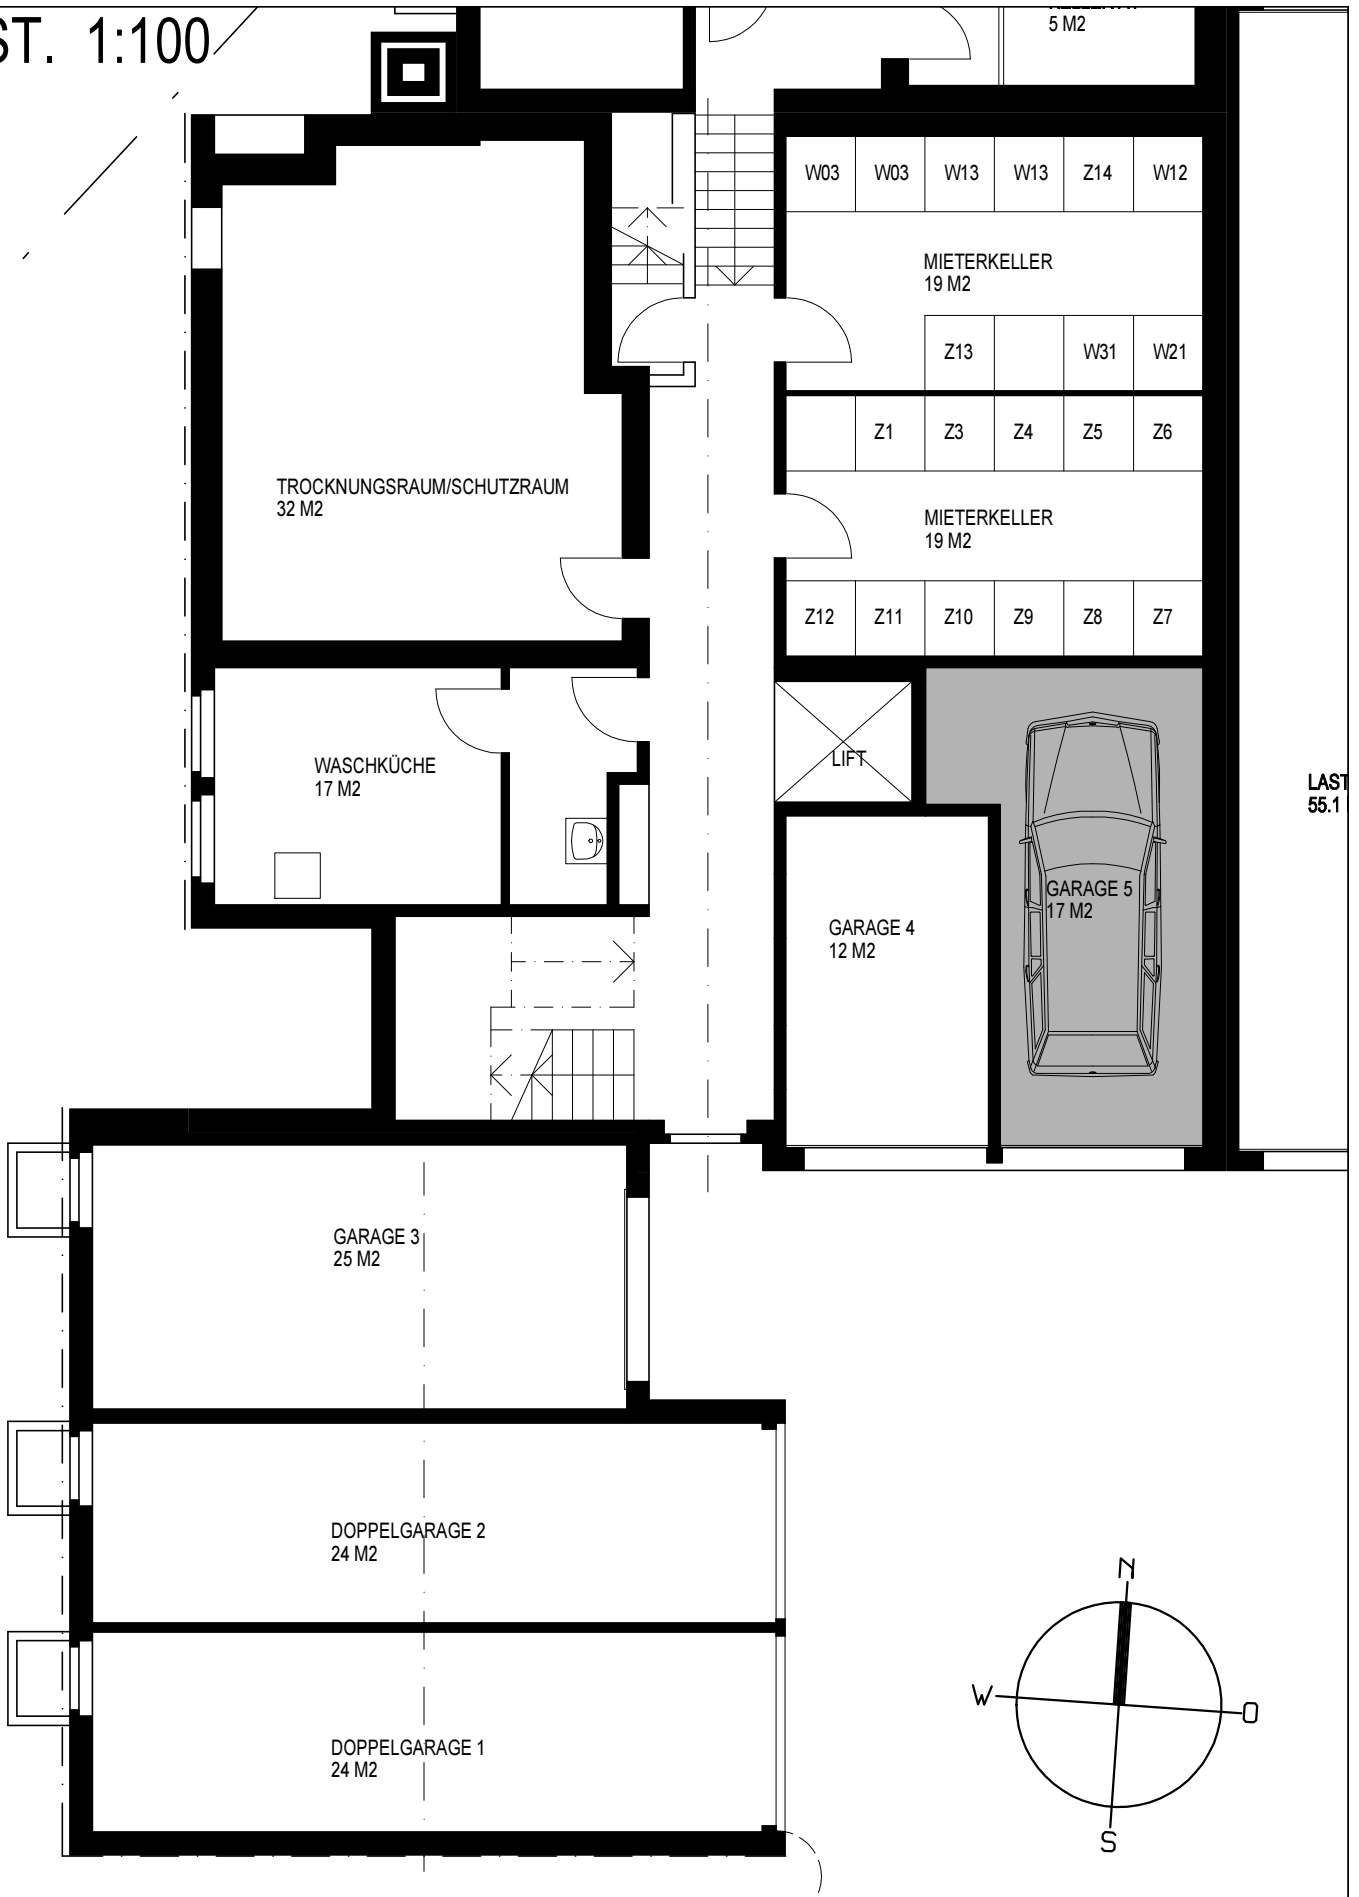 ST. 1:100
5 M2
W03 W03 W13 W13 Z14 W12
MIETERKELLER
19 M2
Z13 W31 W21
Z1 Z3 Z4 Z5 Z6
TROCKNUNGSRAUM/SCHUTZRAUM
32 M2
MIETERKELLER
19 M2
Z12 Z11 Z10 Z9 Z8 Z7
WASCHKÜCHE
17 M2
LIFT
LAST
55.1
GARAGE 5
17 M2
GARAGE 4
12 M2
GARAGE 3
25 M2
DOPPELGARAGE 2
24 M2
DOPPELGARAGE 1
24 M2
N
W
O
S